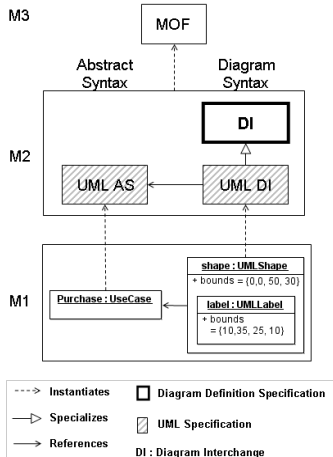 M3
MOF
Abstract
Syntax
Diagram
Syntax
DI
M2
UML AS
UML DI
shape : UMLShape
+ bounds = {0,0, 50, 30}
M1
Purchase : UseCase
label : UMLLabel
+ bounds
= {10,35, 25, 10}
Instantiates
Diagram Definition Specification
Specializes
UML Specification
References
DI : Diagram Interchange